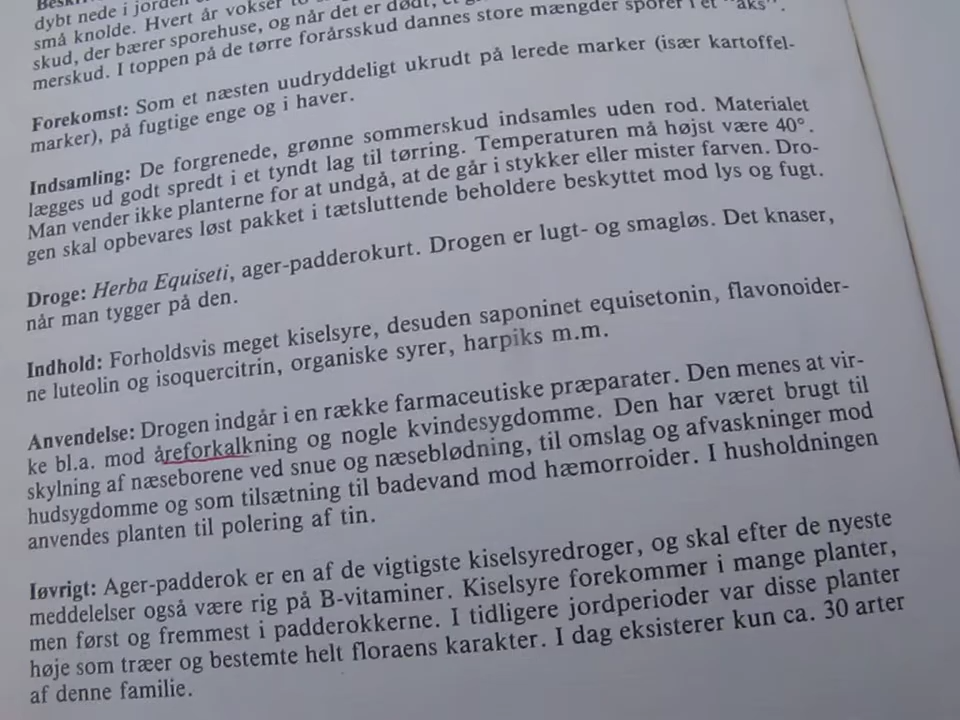 dybt nede i jorden
små knolde. Hvert år vokser
skud, der bærer sporehuse, og når det er dødt,
merskud. I toppen på de tørre forårsskud dannes store mængder sporer i et "aks".
Forekomst: Som et næsten uudryddeligt ukrudt på lerede marker (især kartoffel-
marker), på fugtige enge og i haver.
Indsamling: De forgrenede, grønne sommerskud indsamles uden rod. Materialet
lægges ud godt spredt i et tyndt lag til tørring. Temperaturen må højst være 40°.
Man vender ikke planterne for at undgå, at de går i stykker eller mister farven. Dro-
gen skal opbevares løst pakket i tætsluttende beholdere beskyttet mod lys og fugt.
Droge: Herba Equiseti, ager-padderokurt. Drogen er lugt- og smagløs. Det knaser,
når man tygger på den.
Indhold: Forholdsvis meget kiselsyre, desuden saponinet equisetonin, flavonoider-
ne luteolin og isoquercitrin, organiske syrer, harpiks m.m.
Anvendelse: Drogen indgår i en række farmaceutiske præparater. Den menes at vir-
ke bl.a. mod åreforkalkning og nogle kvindesygdomme. Den har været brugt til
skylning af næseborene ved snue og næseblødning, til omslag og afvaskninger mod
hudsygdomme og som tilsætning til badevand mod hæmorroider. I husholdningen
anvendes planten til polering af tin.
Iøvrigt: Ager-padderok er en af de vigtigste kiselsyredroger, og skal efter de nyeste
meddelelser også være rig på B-vitaminer. Kiselsyre forekommer i mange planter,
men først og fremmest i padderokkerne. I tidligere jordperioder var disse planter
høje som træer og bestemte helt floraens karakter. I dag eksisterer kun ca. 30 arter
af denne familie.